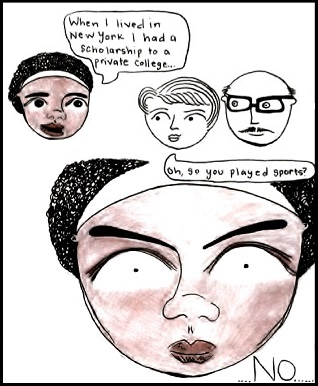 When I lived in
New York I had a
scholarship to a
private college...
Oh, so you played sports?
....NO....